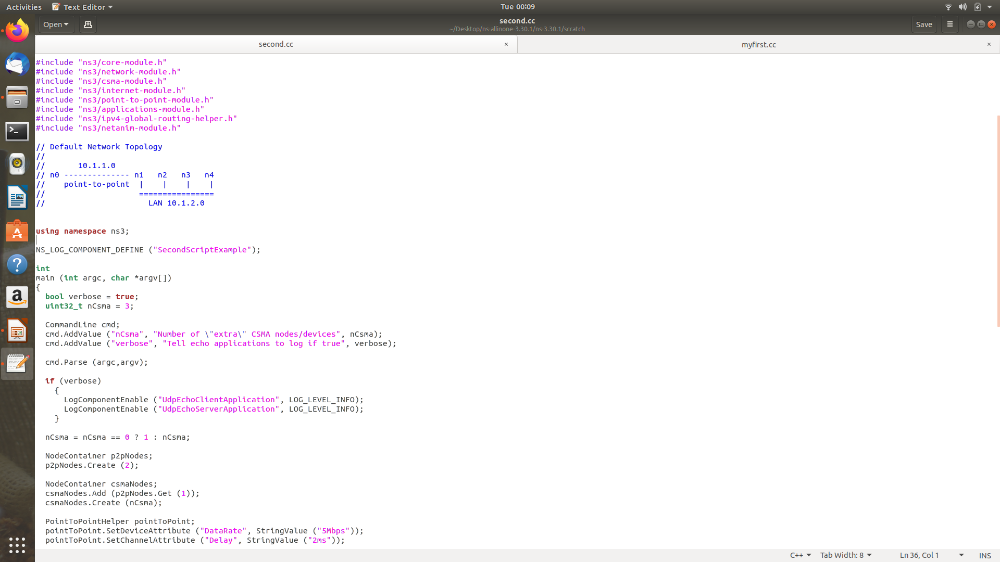 Activities Text Editor Tue 00:09
Open second.cc Save
~/Desktop/ns-allinone-3.30.1/ns-3.30.1/scratch
second.cc × myfirst.cc ×
#include "ns3/core-module.h"
#include "ns3/network-module.h"
#include "ns3/csma-module.h"
#include "ns3/internet-module.h"
#include "ns3/point-to-point-module.h"
#include "ns3/applications-module.h"
#include "ns3/ipv4-global-routing-helper.h"
#include "ns3/netanim-module.h"
// Default Network Topology
//
//       10.1.1.0
// n0 -------------- n1   n2   n3   n4
//    point-to-point  |    |    |    |
//                    ================
//                      LAN 10.1.2.0
using namespace ns3;
NS_LOG_COMPONENT_DEFINE ("SecondScriptExample");
int
main (int argc, char *argv[])
{
  bool verbose = true;
  uint32_t nCsma = 3;
  CommandLine cmd;
  cmd.AddValue ("nCsma", "Number of \"extra\" CSMA nodes/devices", nCsma);
  cmd.AddValue ("verbose", "Tell echo applications to log if true", verbose);
  cmd.Parse (argc,argv);
  if (verbose)
    {
      LogComponentEnable ("UdpEchoClientApplication", LOG_LEVEL_INFO);
      LogComponentEnable ("UdpEchoServerApplication", LOG_LEVEL_INFO);
    }
  nCsma = nCsma == 0 ? 1 : nCsma;
  NodeContainer p2pNodes;
  p2pNodes.Create (2);
  NodeContainer csmaNodes;
  csmaNodes.Add (p2pNodes.Get (1));
  csmaNodes.Create (nCsma);
  PointToPointHelper pointToPoint;
  pointToPoint.SetDeviceAttribute ("DataRate", StringValue ("5Mbps"));
  pointToPoint.SetChannelAttribute ("Delay", StringValue ("2ms"));
C++ Tab Width: 8 Ln 36, Col 1 INS